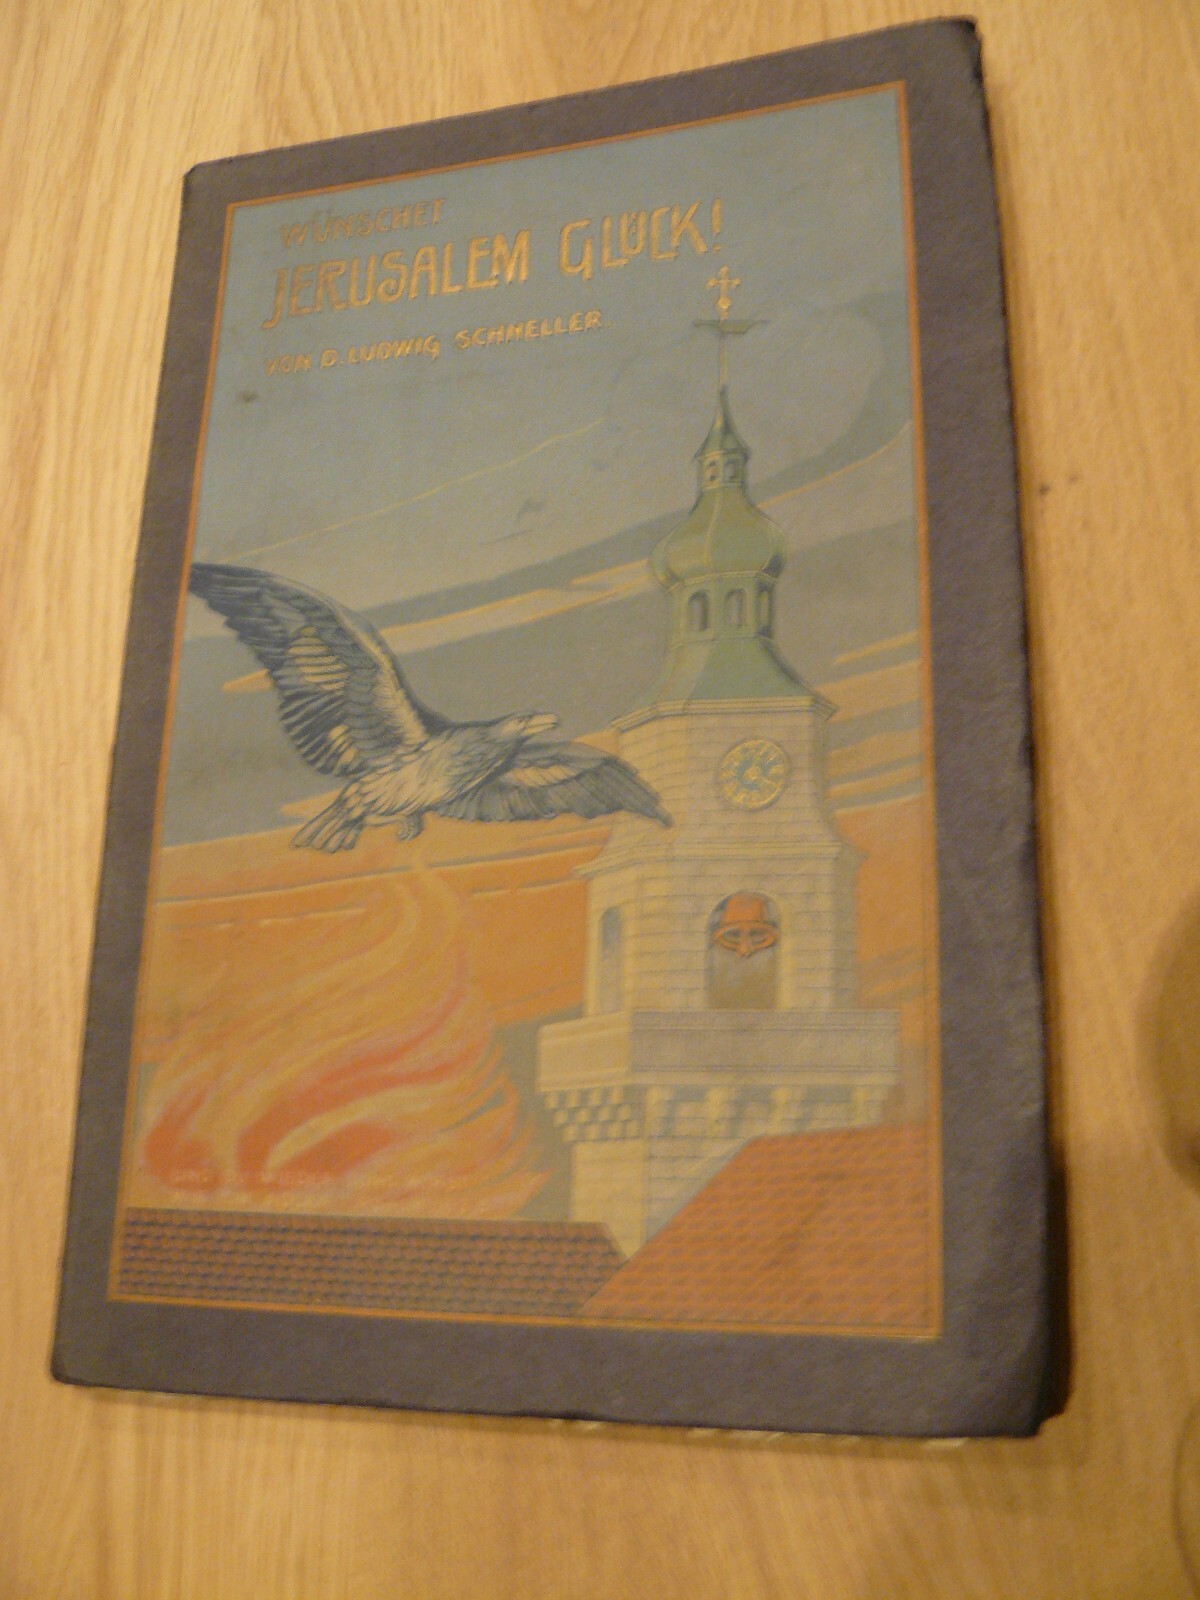 WÜNSCHET
JERUSALEM GLÜCK!
VON D. LUDWIG SCHNELLER